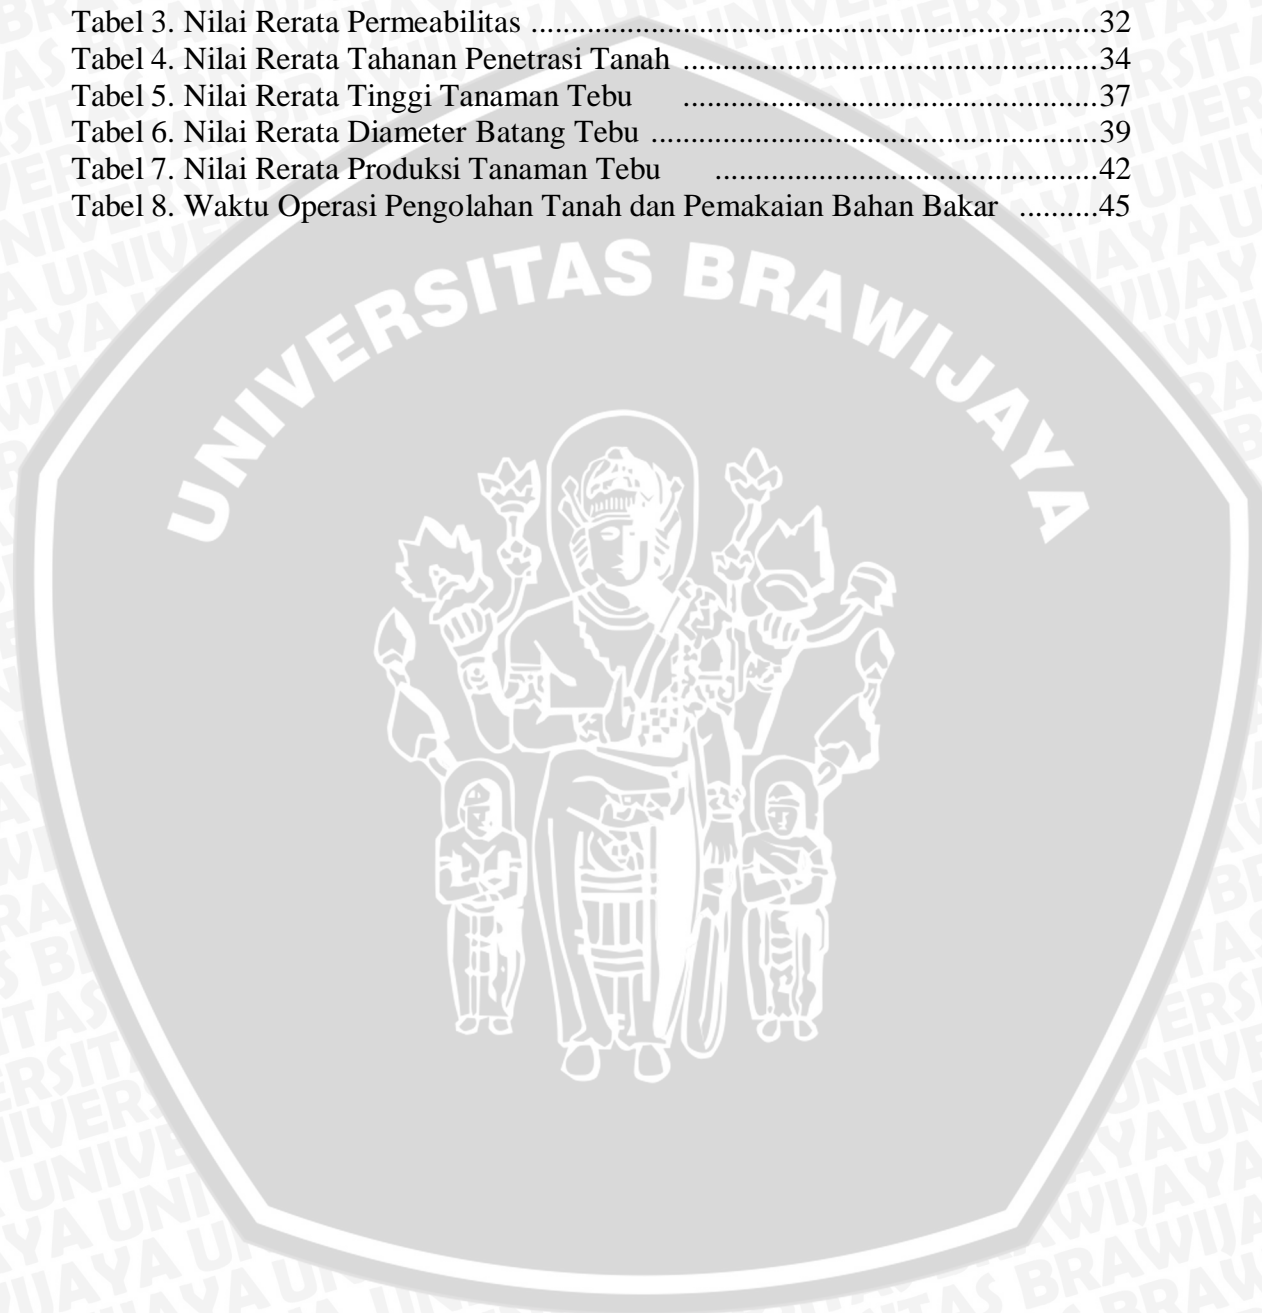 Tabel 3. Nilai Rerata Permeabilitas .......................................................................32
Tabel 4. Nilai Rerata Tahanan Penetrasi Tanah ....................................................34
Tabel 5. Nilai Rerata Tinggi Tanaman Tebu ....................................................37
Tabel 6. Nilai Rerata Diameter Batang Tebu ........................................................39
Tabel 7. Nilai Rerata Produksi Tanaman Tebu ................................................42
Tabel 8. Waktu Operasi Pengolahan Tanah dan Pemakaian Bahan Bakar ..........45
UNIVERSITAS BRAWIJAYA